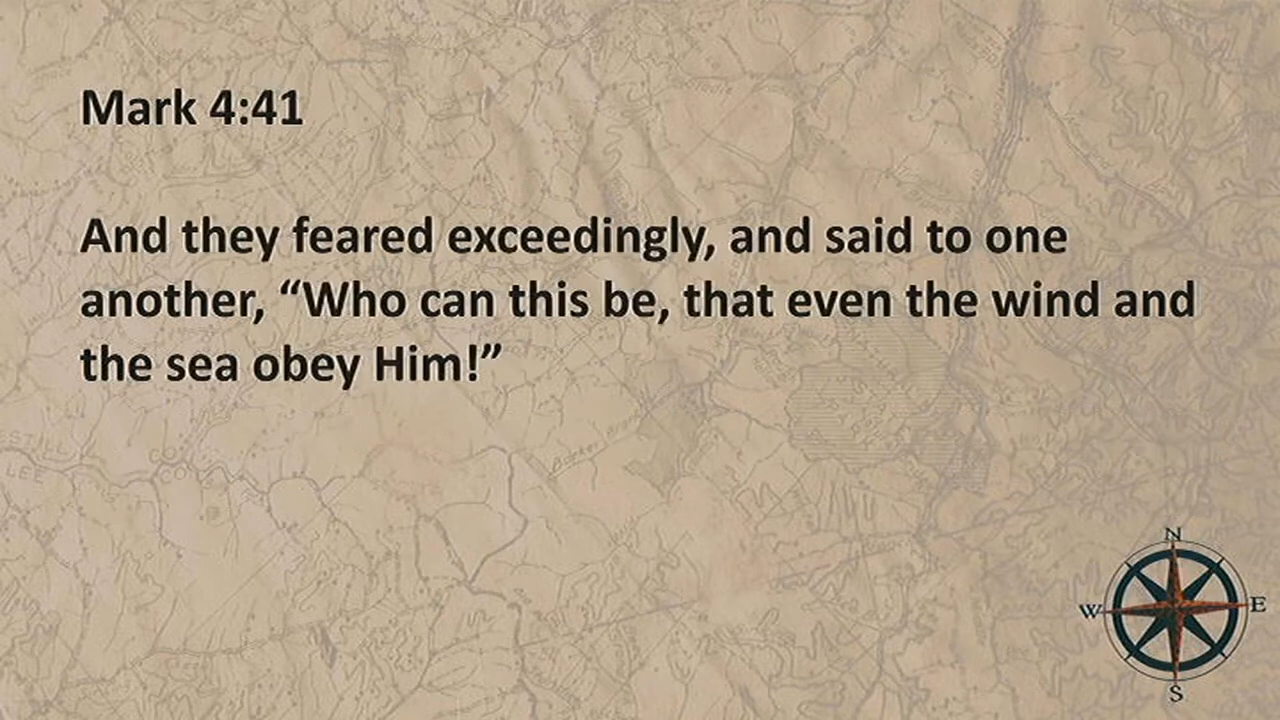 Mark 4:41
And they feared exceedingly, and said to one
another, “Who can this be, that even the wind and
the sea obey Him!”
N
W
E
S